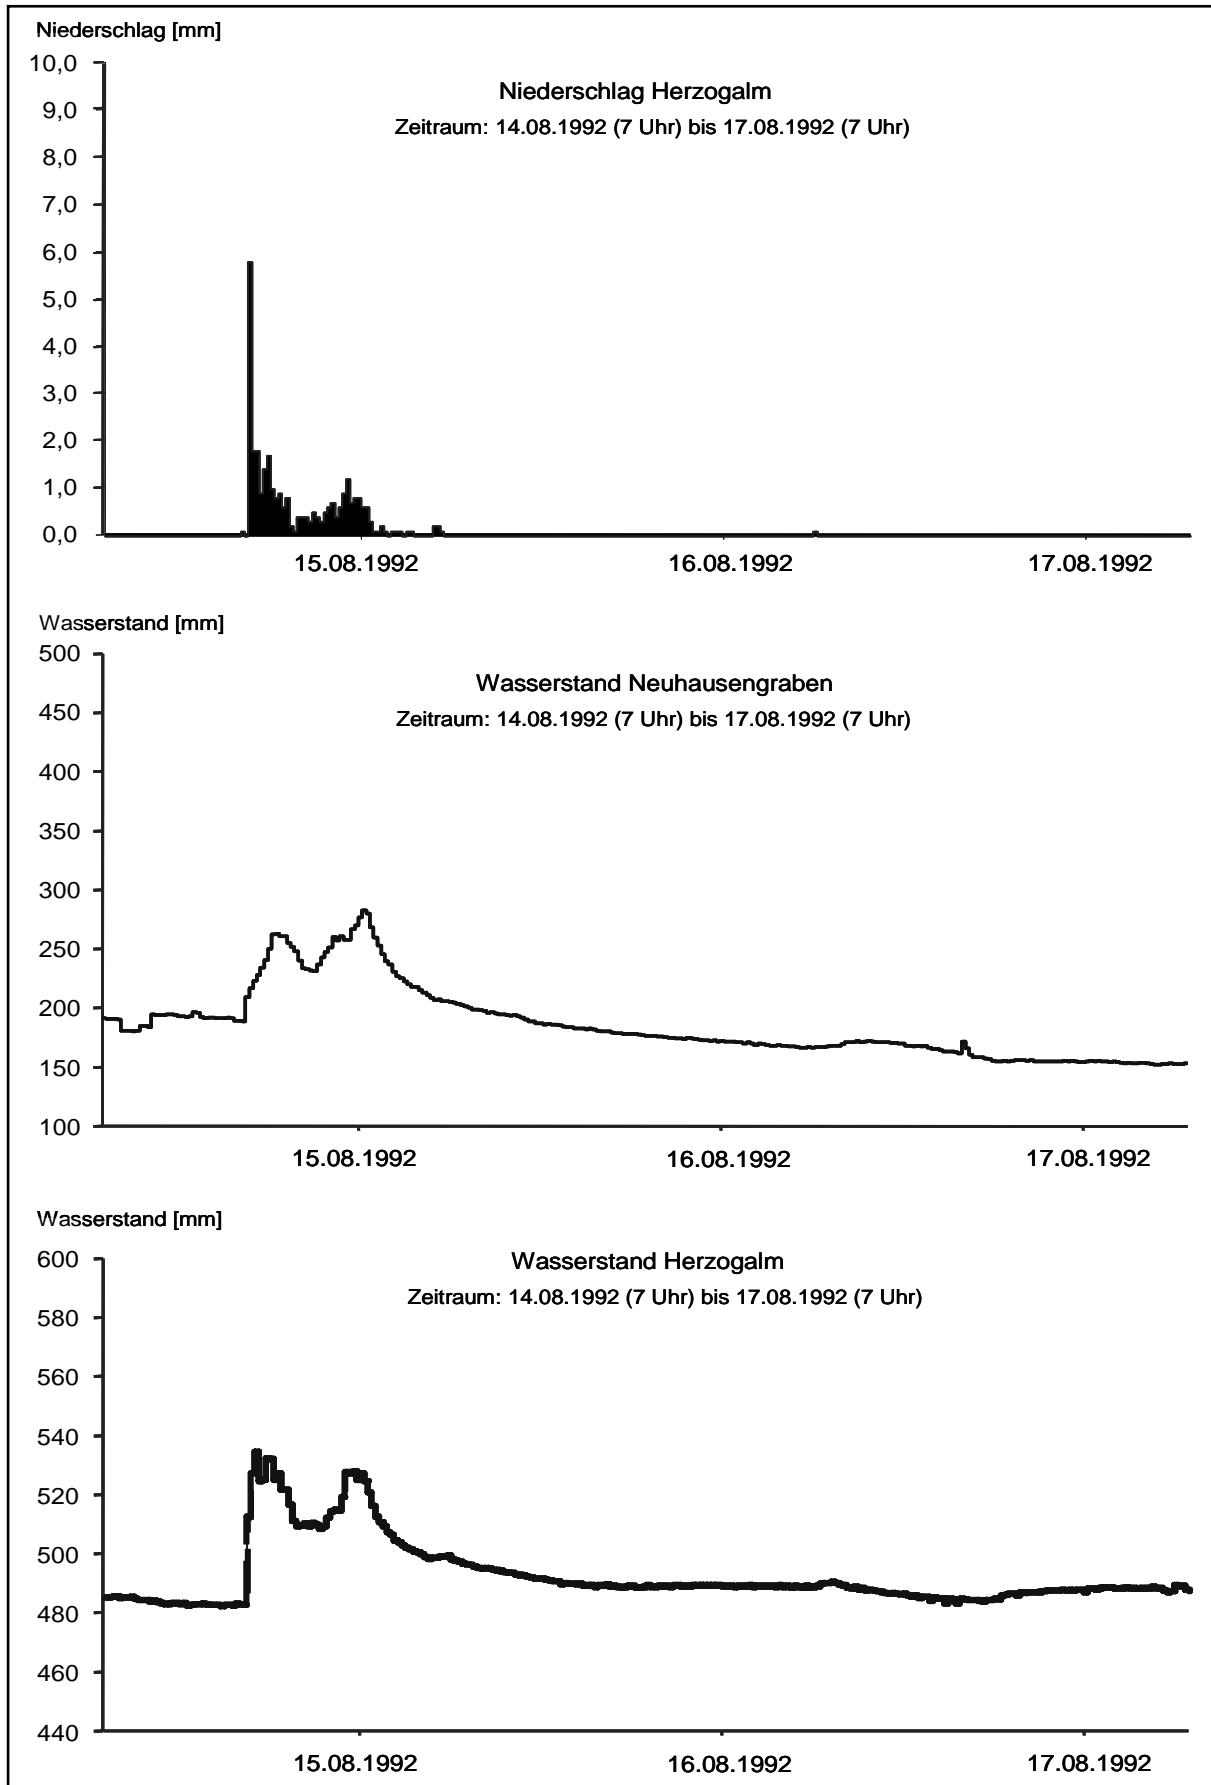 Niederschlag [mm]
10,0
Niederschlag Herzogalm
9,0
Zeitraum: 14.08.1992 (7 Uhr) bis 17.08.1992 (7 Uhr)
8,0
7,0
6,0
5,0
4,0
3,0
2,0
1,0
0,0
15.08.1992 16.08.1992 17.08.1992
Wasserstand [mm]
500
Wasserstand Neuhausengraben
Zeitraum: 14.08.1992 (7 Uhr) bis 17.08.1992 (7 Uhr)
450
400
350
300
250
200
150
100
15.08.1992 16.08.1992 17.08.1992
Wasserstand [mm]
600
Wasserstand Herzogalm
Zeitraum: 14.08.1992 (7 Uhr) bis 17.08.1992 (7 Uhr)
580
560
540
520
500
480
460
440
15.08.1992 16.08.1992 17.08.1992